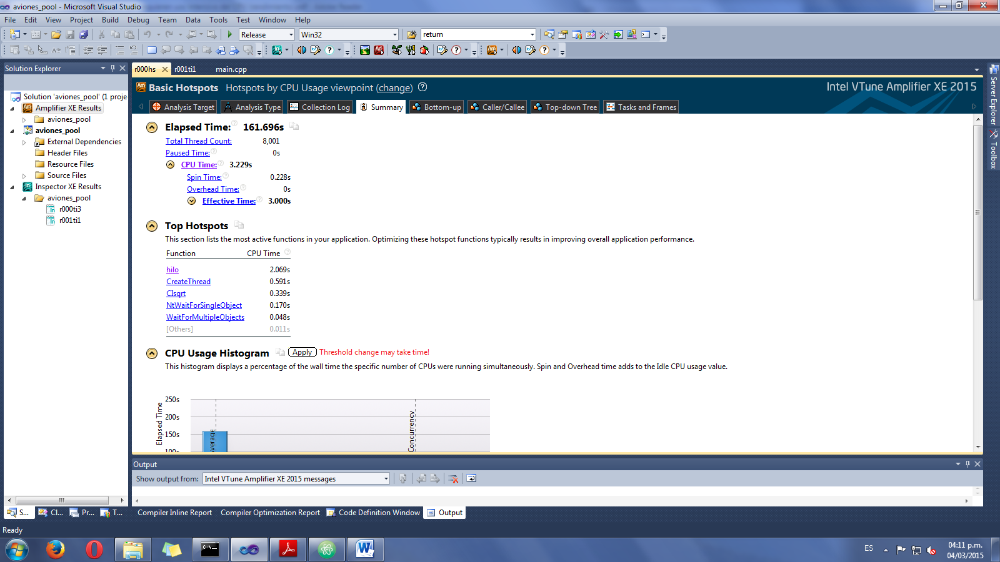 aviones_pool - Microsoft Visual Studio
File Edit View Project Build Debug Team Data Tools Test Window Help
Release Win32 return
Solution Explorer
r000hs r001ti1 main.cpp
Solution 'aviones_pool' (1 proje
Amplifier XE Results
aviones_pool
aviones_pool
External Dependencies
Header Files
Resource Files
Source Files
Inspector XE Results
aviones_pool
r000ti3
r001ti1
Basic Hotspots Hotspots by CPU Usage viewpoint (change) ?
Intel VTune Amplifier XE 2015
Analysis Target Analysis Type Collection Log Summary Bottom-up Caller/Callee Top-down Tree Tasks and Frames
Elapsed Time: 161.696s
Total Thread Count: 8,001
Paused Time: 0s
CPU Time: 3.229s
Spin Time: 0.228s
Overhead Time: 0s
Effective Time: 3.000s
Top Hotspots
This section lists the most active functions in your application. Optimizing these hotspot functions typically results in improving overall application performance.
Function CPU Time
hilo 2.069s
CreateThread 0.591s
CIsqrt 0.339s
NtWaitForSingleObject 0.170s
WaitForMultipleObjects 0.048s
[Others] 0.011s
CPU Usage Histogram Apply Threshold change may take time!
This histogram displays a percentage of the wall time the specific number of CPUs were running simultaneously. Spin and Overhead time adds to the Idle CPU usage value.
250s
200s
150s
100s
Elapsed Time
Average
Concurrency
Server Explorer
Toolbox
Output
Show output from: Intel VTune Amplifier XE 2015 messages
S... Cl... Pr... T...
Compiler Inline Report Compiler Optimization Report Code Definition Window Output
Ready
ES
04:11 p.m.
04/03/2015